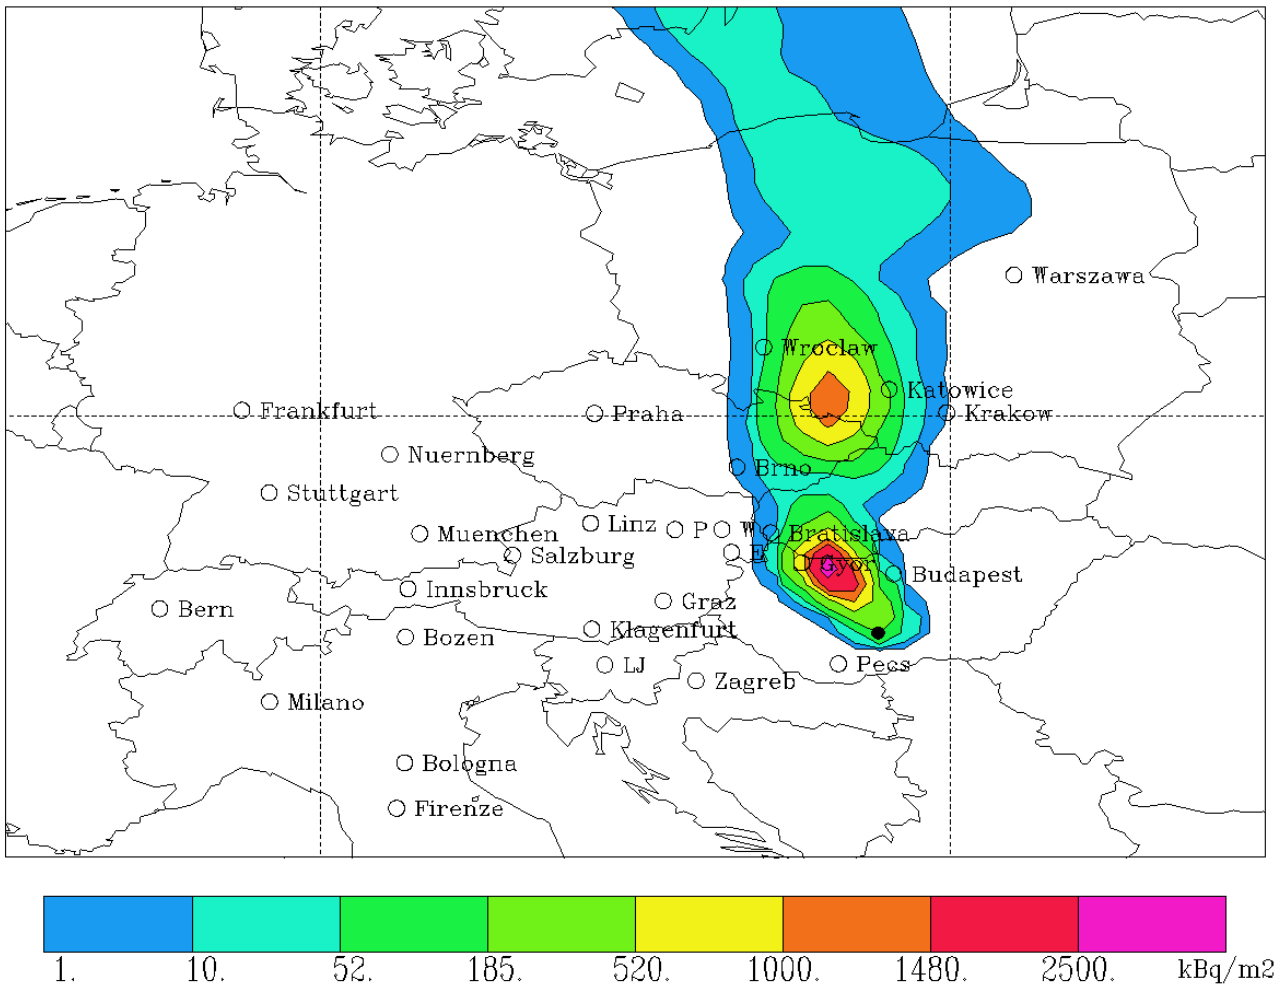 Warszawa
Wroclaw
Katowice
Frankfurt
Praha
Krakow
Nuernberg
Brno
Stuttgart
Linz
P
W
Bratislava
Muenchen
Salzburg
E
Gyor
Budapest
Innsbruck
Bern
Graz
Klagenfurt
Bozen
LJ
Pecs
Zagreb
Milano
Bologna
Firenze
1. 10. 52. 185. 520. 1000. 1480. 2500. kBq/m2